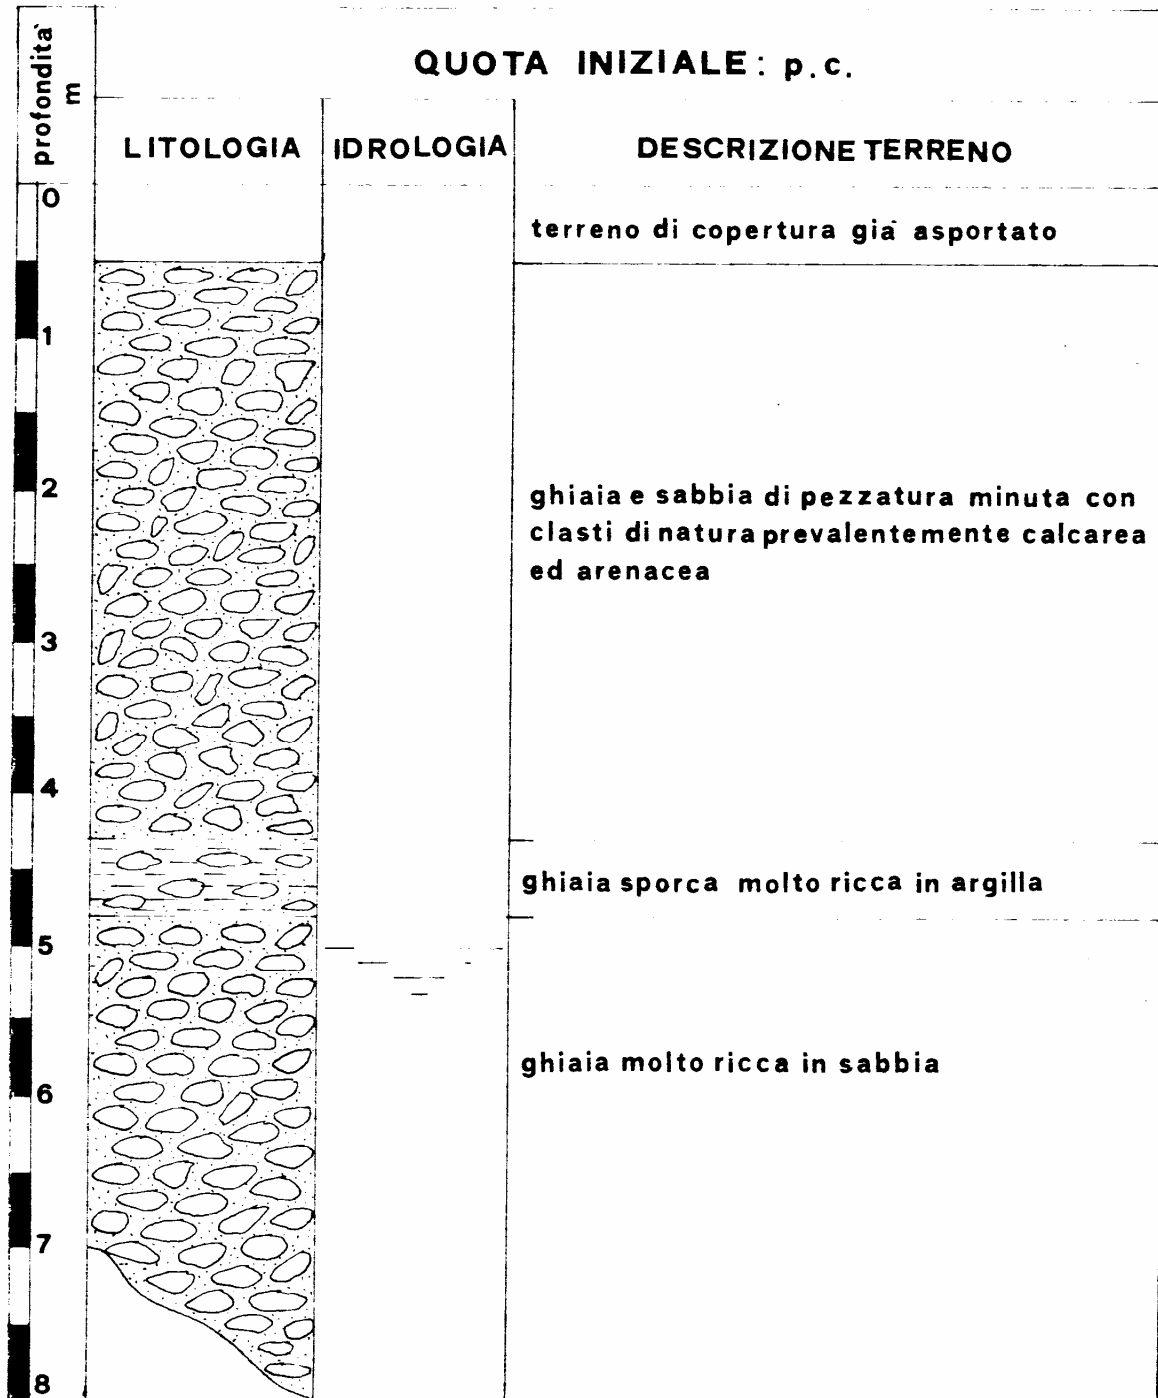 profondità
m
QUOTA INIZIALE: p.c.
LITOLOGIA
IDROLOGIA
DESCRIZIONE TERRENO
0
terreno di copertura già asportato
1
2
ghiaia e sabbia di pezzatura minuta con
clasti di natura prevalentemente calcarea
ed arenacea
3
4
ghiaia sporca molto ricca in argilla
5
ghiaia molto ricca in sabbia
6
7
8